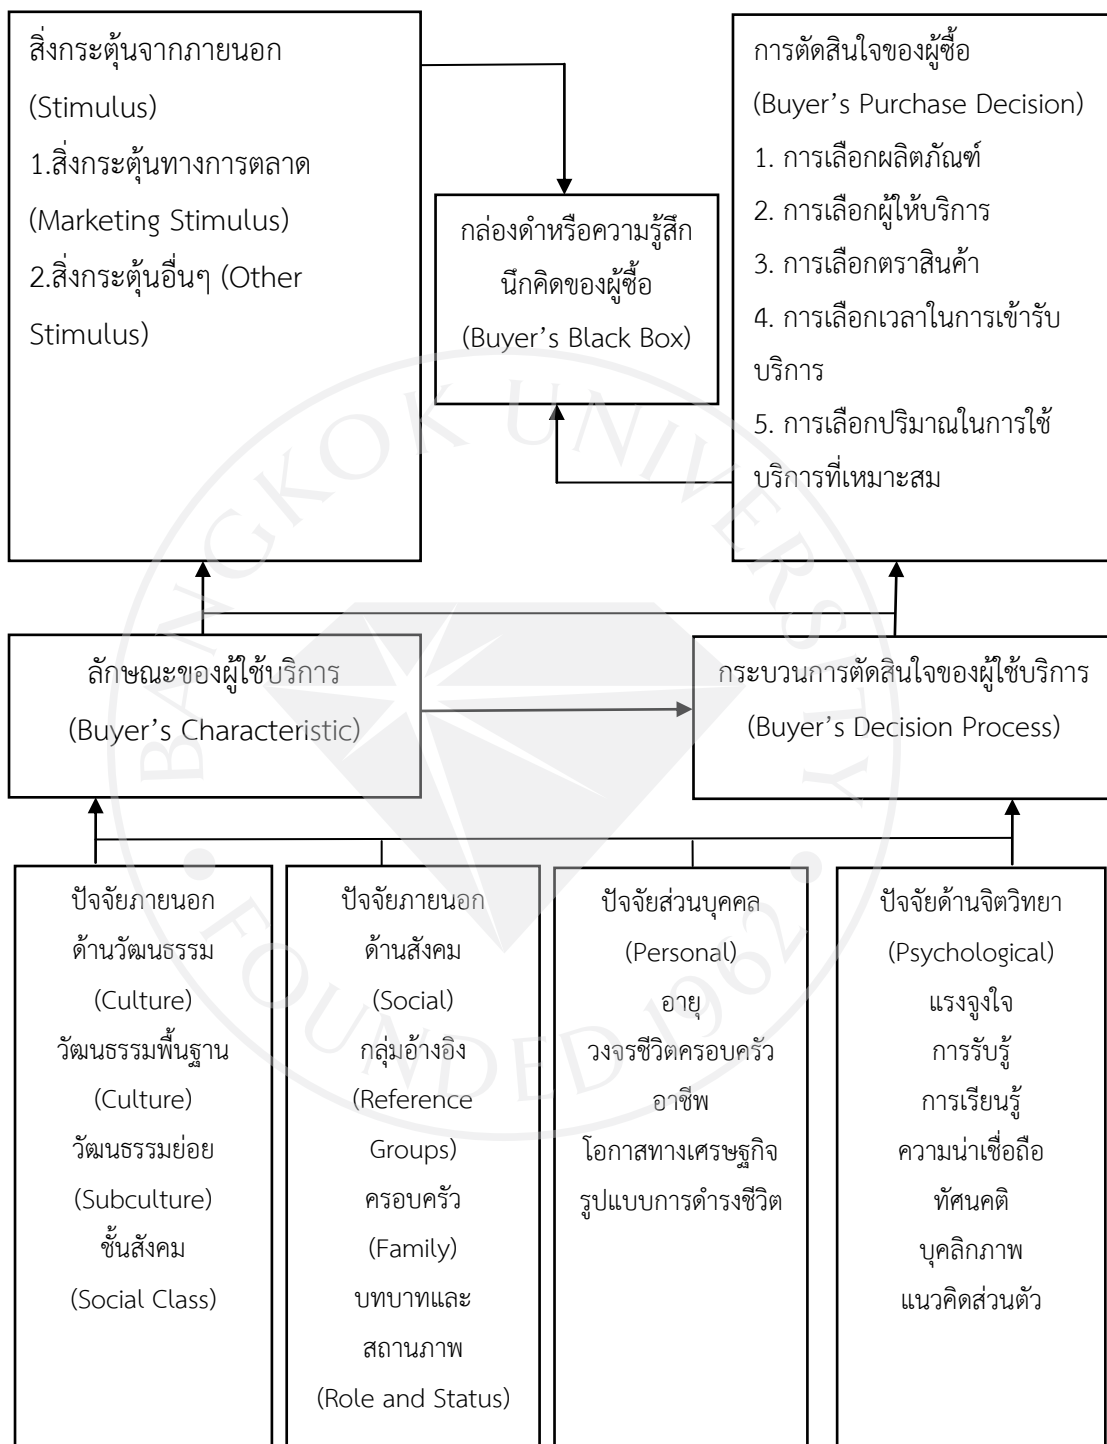 สิ่งกระตุ้นจากภายนอก
(Stimulus)
1.สิ่งกระตุ้นทางการตลาด
(Marketing Stimulus)
2.สิ่งกระตุ้นอื่นๆ (Other
Stimulus)
กล่องดำหรือความรู้สึก
นึกคิดของผู้ซื้อ
(Buyer’s Black Box)
การตัดสินใจของผู้ซื้อ
(Buyer’s Purchase Decision)
1. การเลือกผลิตภัณฑ์
2. การเลือกผู้ให้บริการ
3. การเลือกตราสินค้า
4. การเลือกเวลาในการเข้ารับ
บริการ
5. การเลือกปริมาณในการใช้
บริการที่เหมาะสม
ลักษณะของผู้ใช้บริการ
(Buyer’s Characteristic)
กระบวนการตัดสินใจของผู้ใช้บริการ
(Buyer’s Decision Process)
ปัจจัยภายนอก
ด้านวัฒนธรรม
(Culture)
วัฒนธรรมพื้นฐาน
(Culture)
วัฒนธรรมย่อย
(Subculture)
ชั้นสังคม
(Social Class)
ปัจจัยภายนอก
ด้านสังคม
(Social)
กลุ่มอ้างอิง
(Reference
Groups)
ครอบครัว
(Family)
บทบาทและ
สถานภาพ
(Role and Status)
ปัจจัยส่วนบุคคล
(Personal)
อายุ
วงจรชีวิตครอบครัว
อาชีพ
โอกาสทางเศรษฐกิจ
รูปแบบการดำรงชีวิต
ปัจจัยด้านจิตวิทยา
(Psychological)
แรงจูงใจ
การรับรู้
การเรียนรู้
ความน่าเชื่อถือ
ทัศนคติ
บุคลิกภาพ
แนวคิดส่วนตัว
BANGKOK UNIVERSITY
FOUNDED 1962